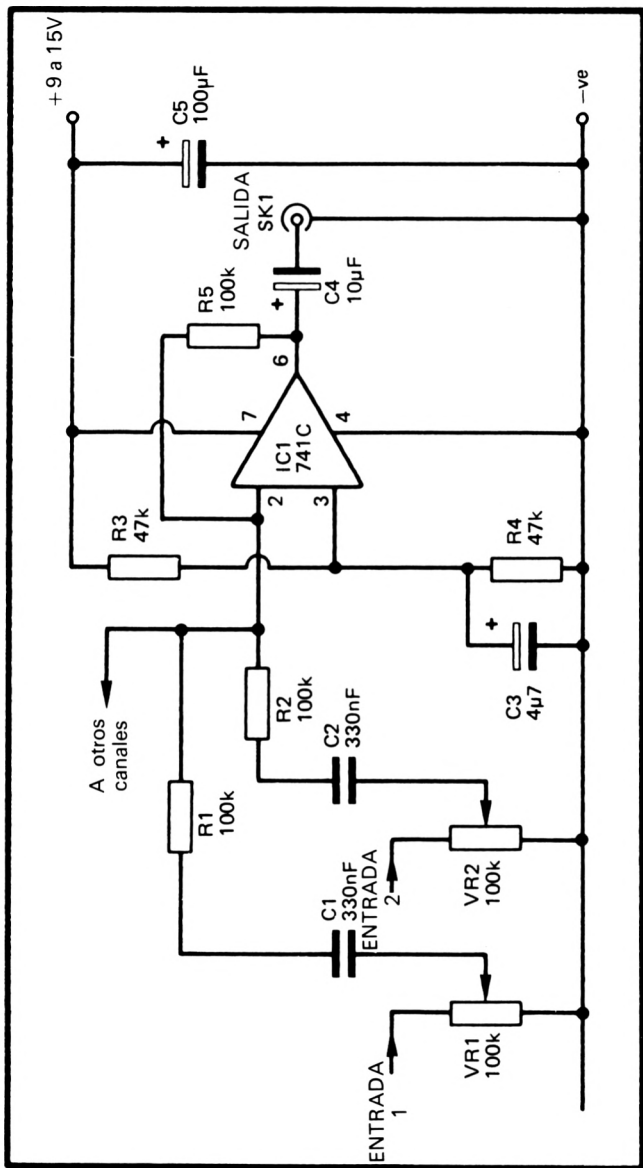 +9 a 15V
C5
100µF
+
SALIDA
SK1
R5
100k
+
C4
10µF
6
7
4
IC1
741C
2
3
R3
47k
R4
47k
+
C3
4µ7
A otros
canales
R1
100k
R2
100k
C1
330nF
C2
330nF
ENTRADA
1
ENTRADA
2
VR1
100k
VR2
100k
−ve